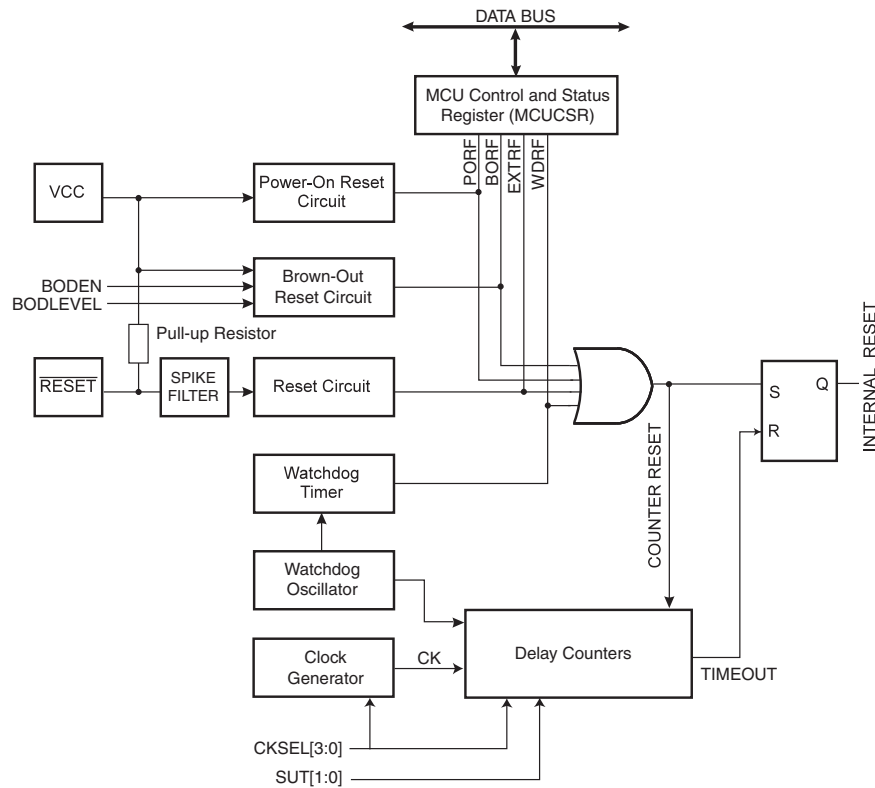 DATA BUS
MCU Control and Status
Register (MCUCSR)
PORF
BORF
EXTRF
WDRF
VCC
Power-On Reset
Circuit
BODEN
BODLEVEL
Brown-Out
Reset Circuit
Pull-up Resistor
RESET
SPIKE
FILTER
Reset Circuit
S
Q
R
INTERNAL RESET
Watchdog
Timer
COUNTER RESET
Watchdog
Oscillator
Clock
Generator
CK
Delay Counters
TIMEOUT
CKSEL[3:0]
SUT[1:0]